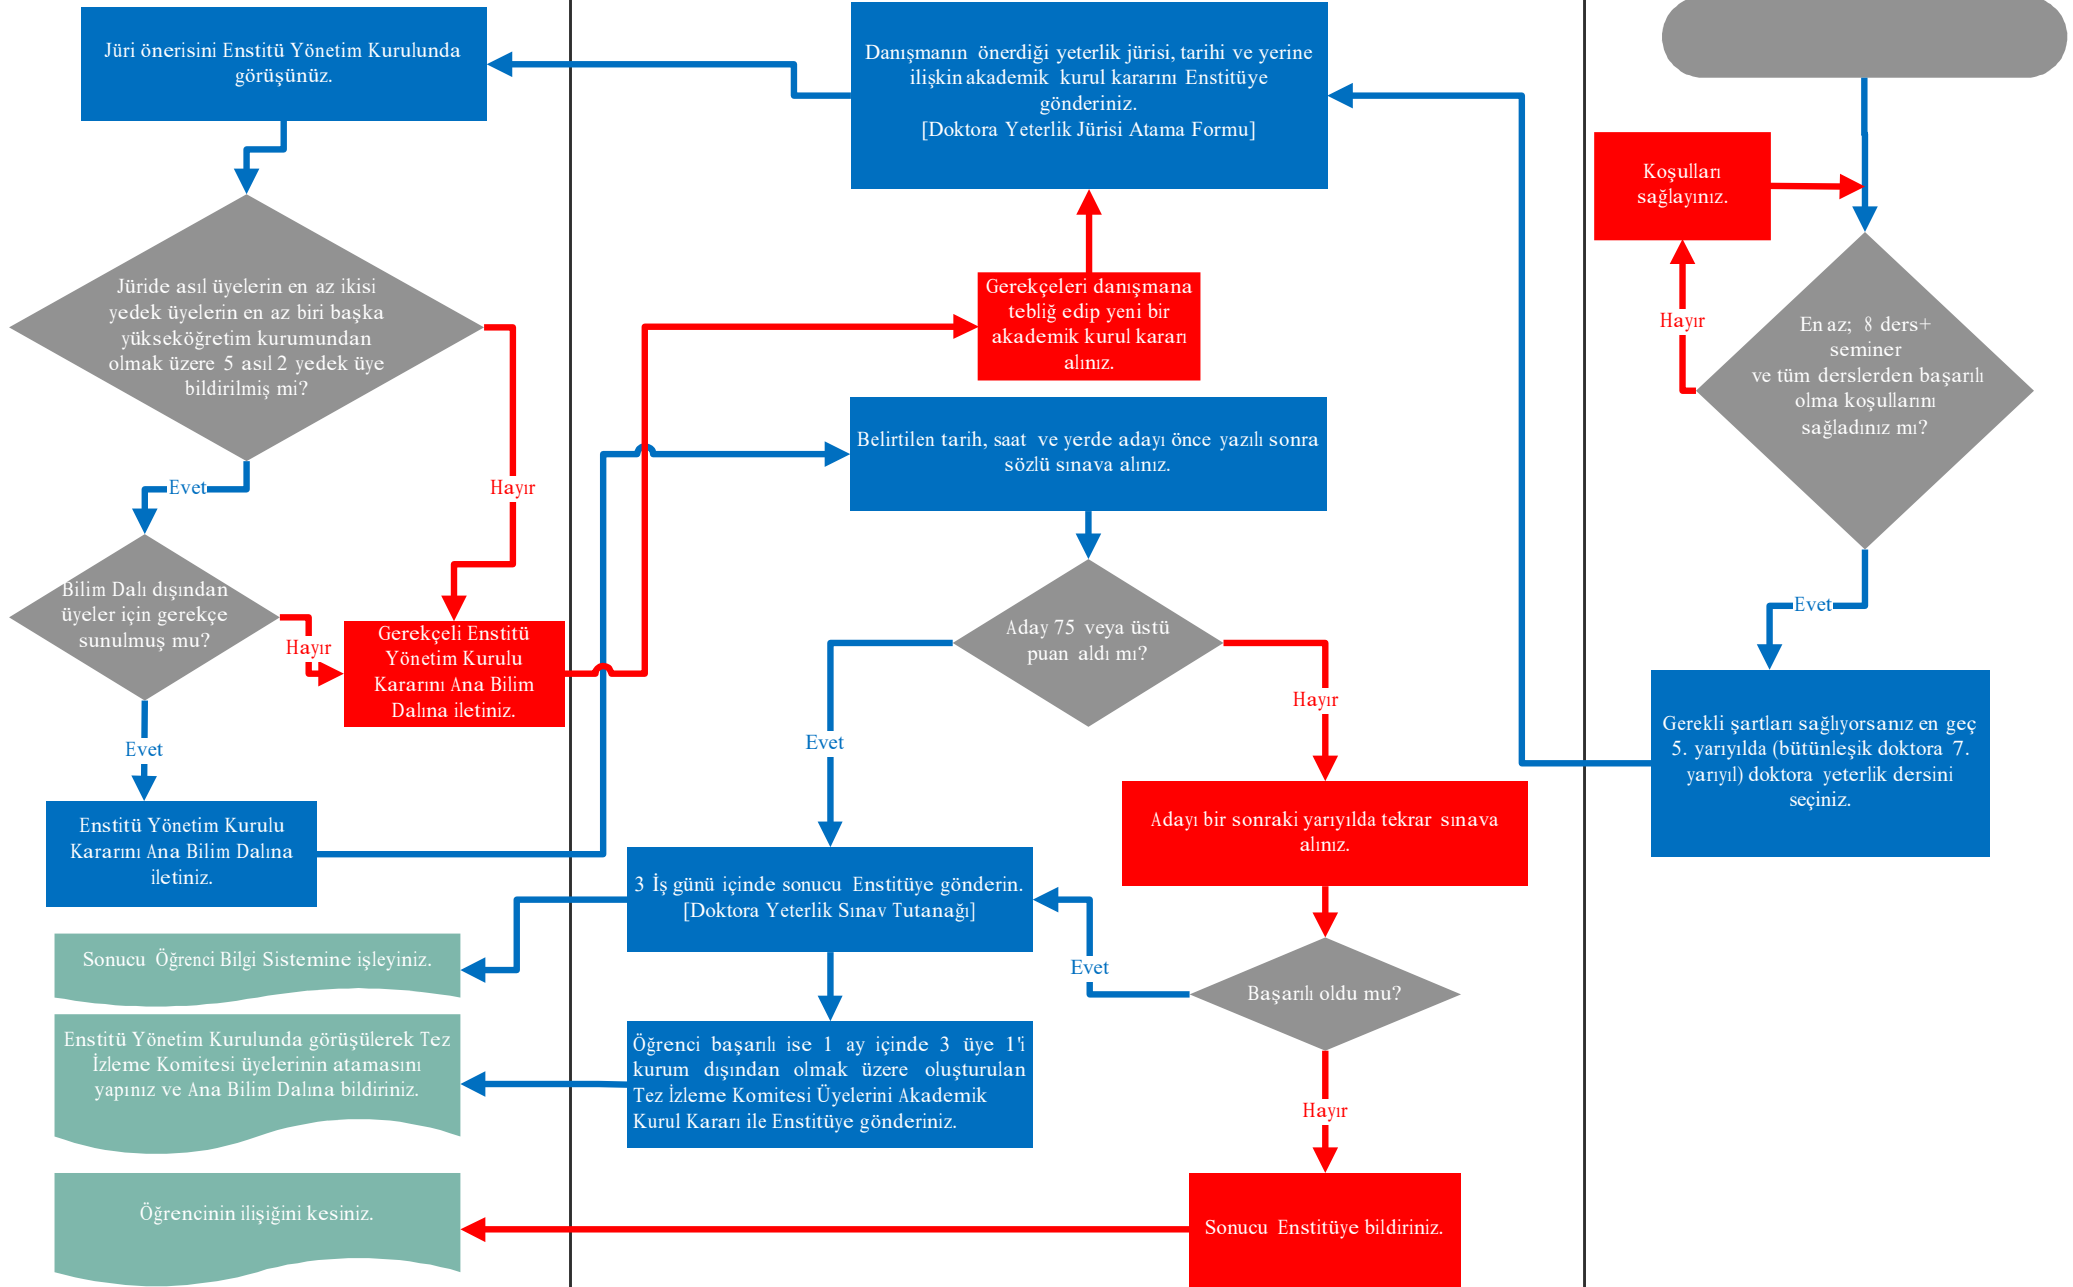 Jüri önerisini Enstitü Yönetim Kurulunda
görüşünüz.
Jüride asıl üyelerin en az ikisi
yedek üyelerin en az biri başka
yükseköğretim kurumundan
olmak üzere 5 asıl 2 yedek üye
bildirilmiş mi?
Evet
Hayır
Bilim Dalı dışından
üyeler için gerekçe
sunulmuş mu?
Hayır
Gerekçeli Enstitü
Yönetim Kurulu
Kararını Ana Bilim
Dalına iletiniz.
Evet
Enstitü Yönetim Kurulu
Kararını Ana Bilim Dalına
iletiniz.
Sonucu Öğrenci Bilgi Sistemine işleyiniz.
Enstitü Yönetim Kurulunda görüşülerek Tez
İzleme Komitesi üyelerinin atamasını
yapınız ve Ana Bilim Dalına bildiriniz.
Öğrencinin ilişiğini kesiniz.
Danışmanın önerdiği yeterlik jürisi, tarihi ve yerine
ilişkin akademik kurul kararını Enstitüye
gönderiniz.
[Doktora Yeterlik Jürisi Atama Formu]
Gerekçeleri danışmana
tebliğ edip yeni bir
akademik kurul kararı
alınız.
Belirtilen tarih, saat ve yerde adayı önce yazılı sonra
sözlü sınava alınız.
Aday 75 veya üstü
puan aldı mı?
Evet
Hayır
Adayı bir sonraki yarıyılda tekrar sınava
alınız.
3 İş günü içinde sonucu Enstitüye gönderin.
[Doktora Yeterlik Sınav Tutanağı]
Evet
Başarılı oldu mu?
Öğrenci başarılı ise 1 ay içinde 3 üye 1'i
kurum dışından olmak üzere oluşturulan
Tez İzleme Komitesi Üyelerini Akademik
Kurul Kararı ile Enstitüye gönderiniz.
Hayır
Sonucu Enstitüye bildiriniz.
Koşulları
sağlayınız.
Hayır
En az; 8 ders+
seminer
ve tüm derslerden başarılı
olma koşullarını
sağladınız mı?
Evet
Gerekli şartları sağlıyorsanız en geç
5. yarıyılda (bütünleşik doktora 7.
yarıyıl) doktora yeterlik dersini
seçiniz.